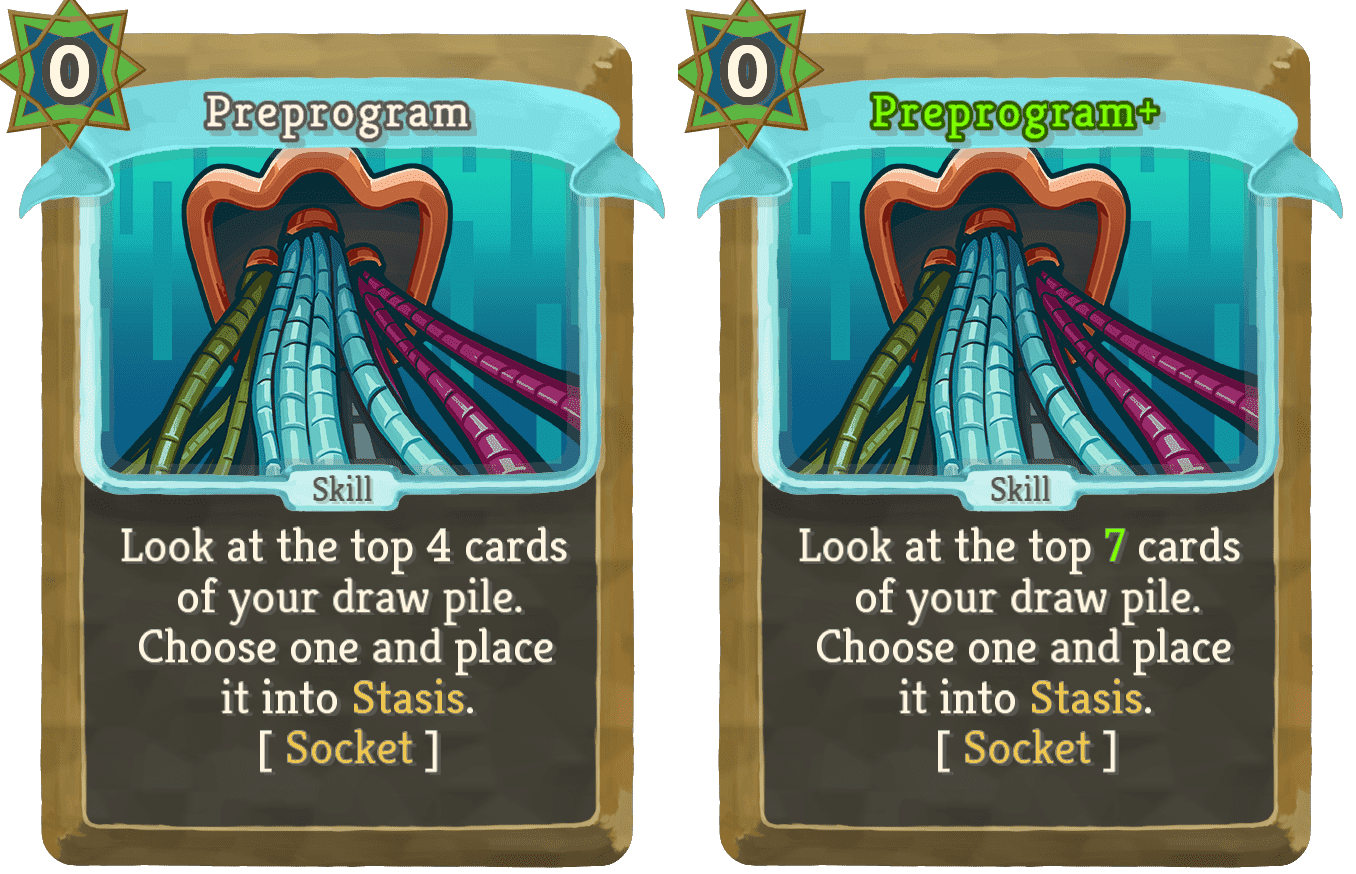 0
Preprogram
Skill
Look at the top 4 cards
of your draw pile.
Choose one and place
it into Stasis.
[ Socket ]
0
Preprogram+
Skill
Look at the top 7 cards
of your draw pile.
Choose one and place
it into Stasis.
[ Socket ]